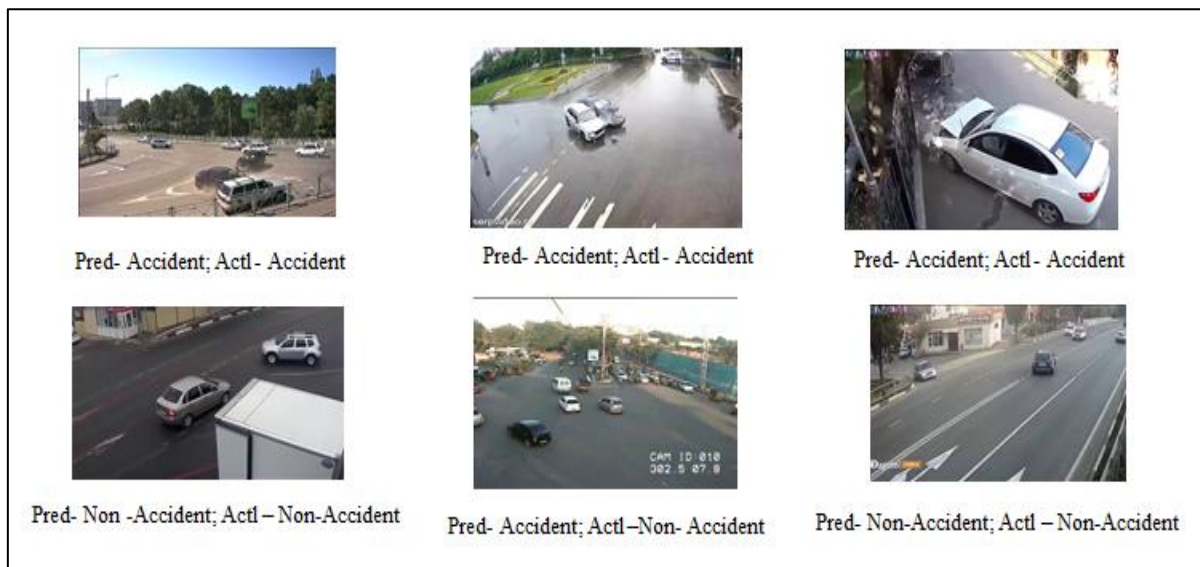 Pred- Accident; Actl - Accident
Pred- Accident; Actl - Accident
Pred- Accident; Actl - Accident
CAM ID:010
Pred- Non -Accident; Actl – Non-Accident
Pred- Accident; Actl –Non- Accident
Pred- Non-Accident; Actl – Non-Accident